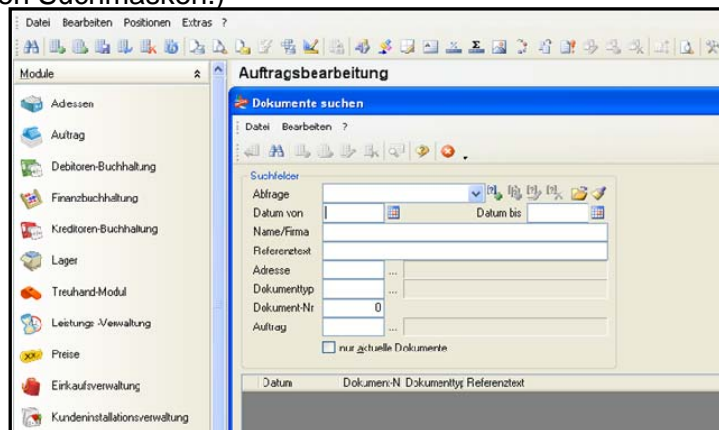 on Suchmasken.)
Datei Bearbeiten Positionen Extras ?
Module
Auftragsbearbeitung
Adressen
Auftrag
Debitoren-Buchhaltung
Finanzbuchhaltung
Kreditoren-Buchhaltung
Lager
Treuhand-Modul
Leistungs-Verwaltung
Preise
Einkaufsverwaltung
Kundeninstallationsverwaltung
Dokumente suchen
Datei Bearbeiten ?
Suchfelder
Abfrage
Datum von
Datum bis
Name/Firma
Referenztext
Adresse ...
Dokumenttyp ...
Dokument-Nr 0
Auftrag ...
nur aktuelle Dokumente
Datum Dokument-N Dokumenttyp Referenztext